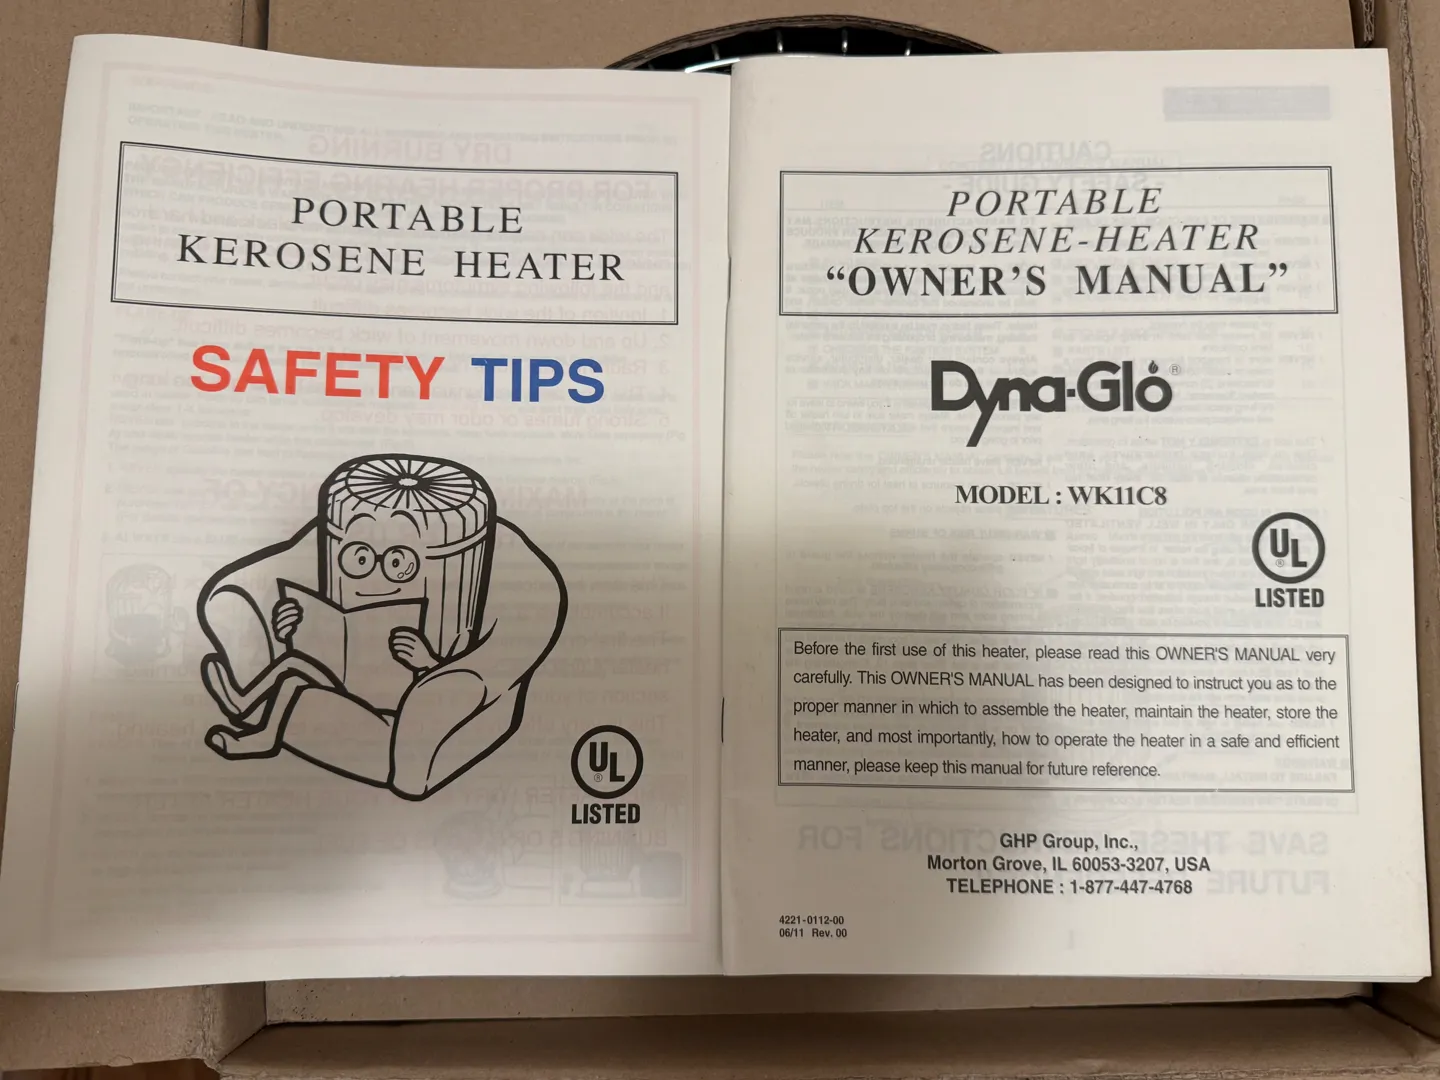 PORTABLE
KEROSENE HEATER
SAFETY TIPS
UL
®
LISTED
PORTABLE
KEROSENE-HEATER
“OWNER’S MANUAL”
Dyna-Glo®
MODEL : WK11C8
UL
®
LISTED
Before the first use of this heater, please read this OWNER'S MANUAL very
carefully. This OWNER'S MANUAL has been designed to instruct you as to the
proper manner in which to assemble the heater, maintain the heater, store the
heater, and most importantly, how to operate the heater in a safe and efficient
manner, please keep this manual for future reference.
GHP Group, Inc.,
Morton Grove, IL 60053-3207, USA
TELEPHONE : 1-877-447-4768
4221-0112-00
06/11 Rev. 00